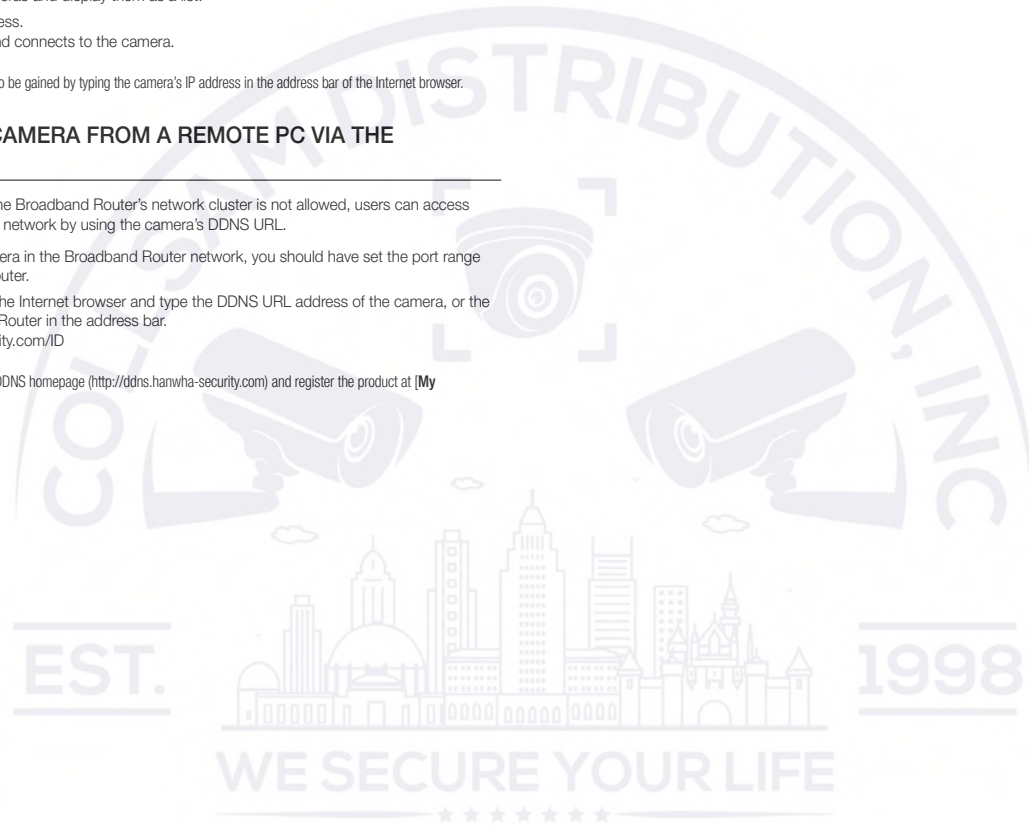 ess.
nd connects to the camera.
o be gained by typing the camera's IP address in the address bar of the Internet browser.
CAMERA FROM A REMOTE PC VIA THE
he Broadband Router's network cluster is not allowed, users can access
network by using the camera's DDNS URL.
era in the Broadband Router network, you should have set the port range
outer.
he Internet browser and type the DDNS URL address of the camera, or the
Router in the address bar.
ity.com/ID
DDNS homepage (http://ddns.hanwha-security.com) and register the product at [My
COLDSAM DISTRIBUTION, INC
EST. 1998
WE SECURE YOUR LIFE